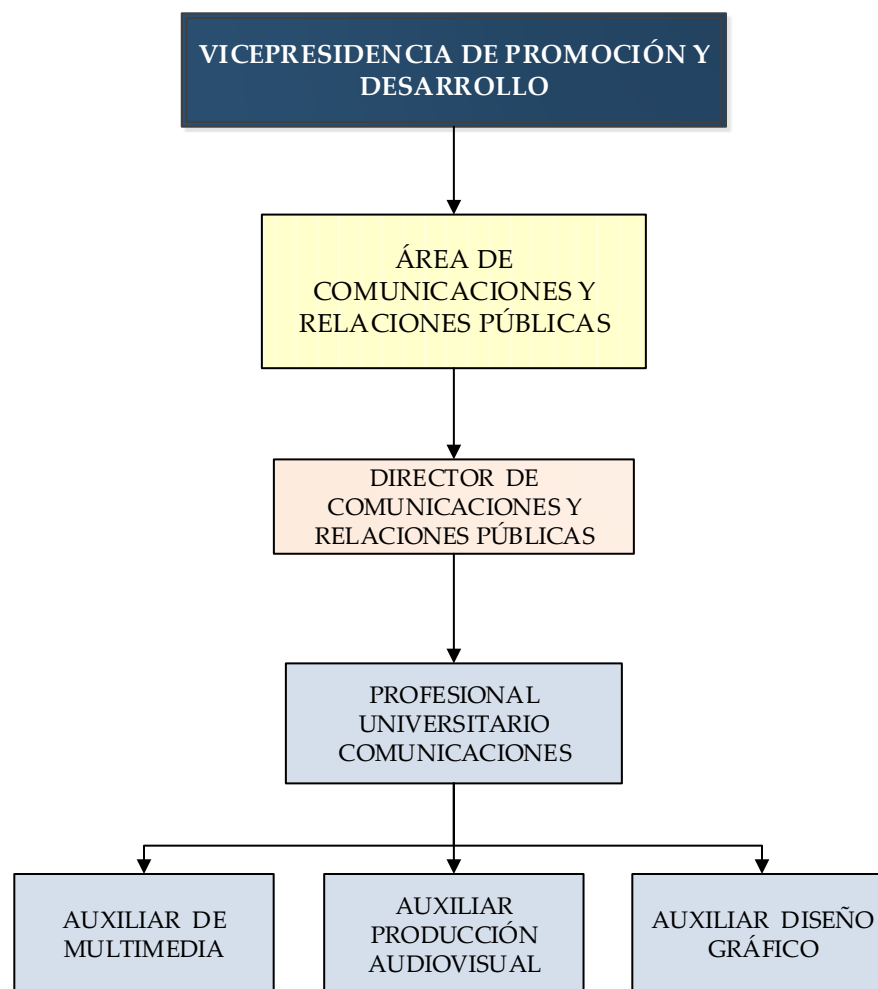 VICEPRESIDENCIA DE PROMOCIÓN Y
DESARROLLO
ÁREA DE
COMUNICACIONES Y
RELACIONES PÚBLICAS
DIRECTOR DE
COMUNICACIONES Y
RELACIONES PÚBLICAS
PROFESIONAL
UNIVERSITARIO
COMUNICACIONES
AUXILIAR DE
MULTIMEDIA
AUXILIAR
PRODUCCIÓN
AUDIOVISUAL
AUXILIAR DISEÑO
GRÁFICO